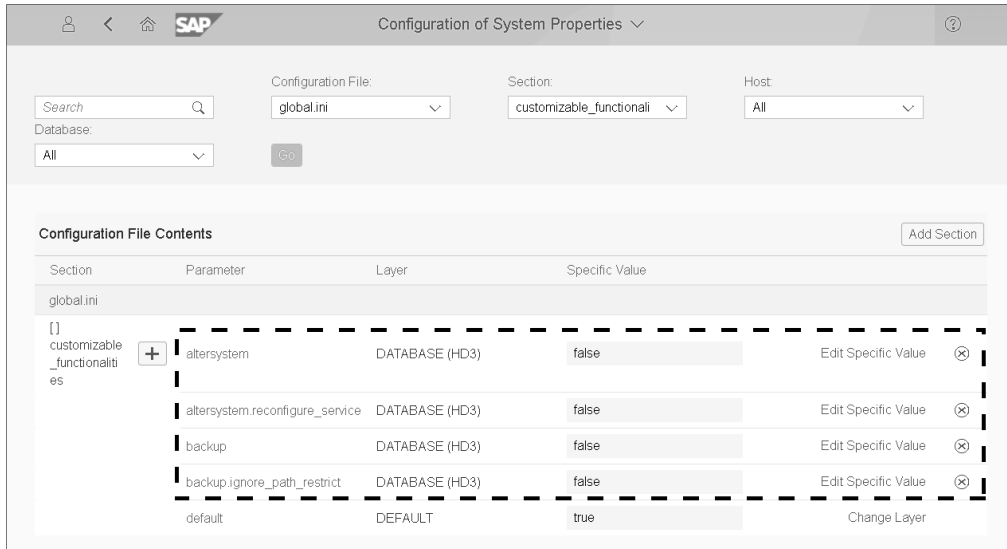 SAP Configuration of System Properties
Configuration File: Section: Host:
Search global.ini customizable_functionali All
Database:
All Go
Configuration File Contents Add Section
Section Parameter Layer Specific Value
global.ini
[ ]
customizable
_functionaliti
es
altersystem DATABASE (HD3) false Edit Specific Value
altersystem.reconfigure_service DATABASE (HD3) false Edit Specific Value
backup DATABASE (HD3) false Edit Specific Value
backup.ignore_path_restrict DATABASE (HD3) false Edit Specific Value
default DEFAULT true Change Layer